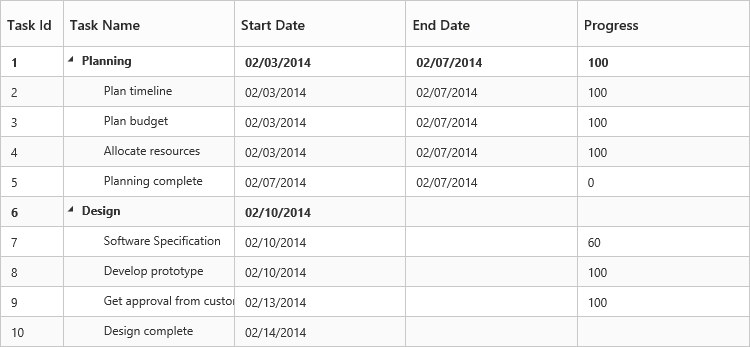 Task Id Task Name Start Date End Date Progress
1 Planning 02/03/2014 02/07/2014 100
2 Plan timeline 02/03/2014 02/07/2014 100
3 Plan budget 02/03/2014 02/07/2014 100
4 Allocate resources 02/03/2014 02/07/2014 100
5 Planning complete 02/07/2014 02/07/2014 0
6 Design 02/10/2014
7 Software Specification 02/10/2014 60
8 Develop prototype 02/10/2014 100
9 Get approval from custo 02/13/2014 100
10 Design complete 02/14/2014